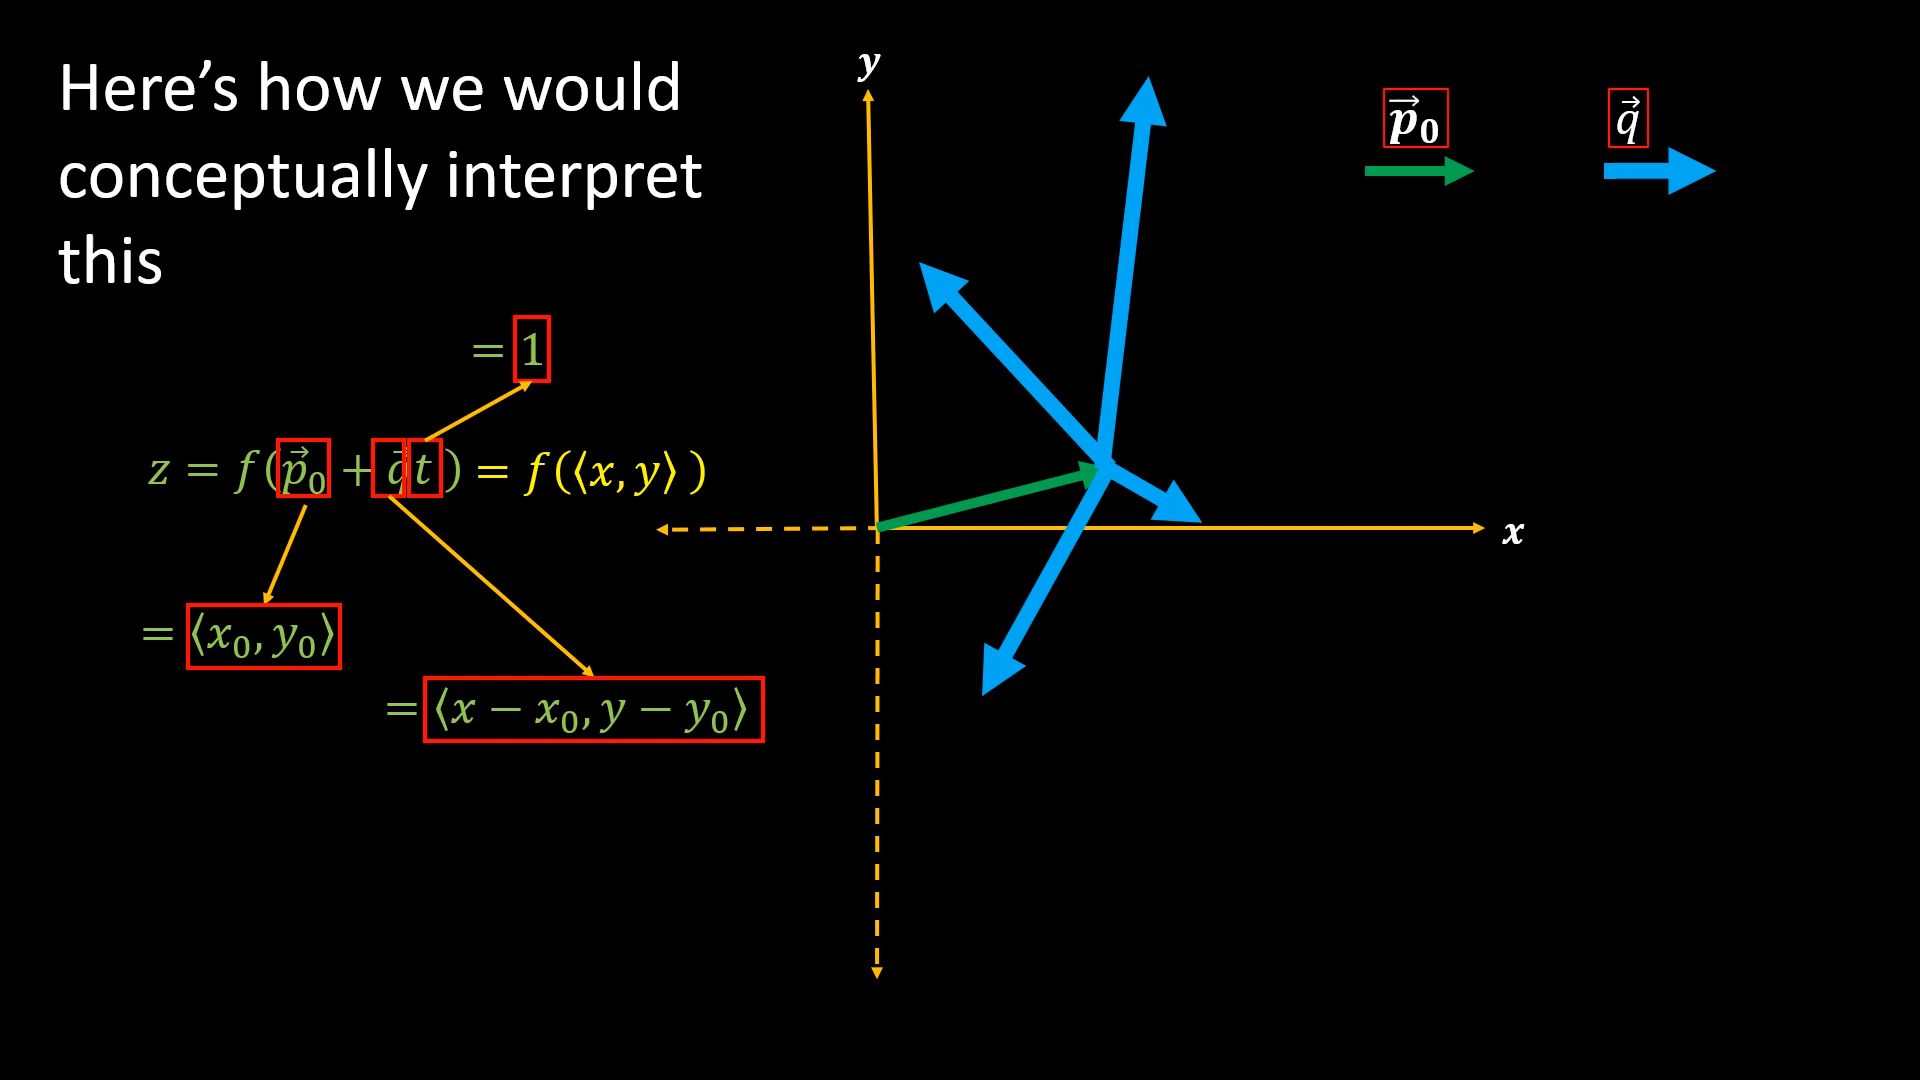 Here’s how we would
conceptually interpret
this
= 1
z = f(p⃗₀ + q⃗t) = f(⟨x, y⟩ )
= ⟨x₀, y₀⟩
= ⟨x − x₀, y − y₀⟩
y
x
p⃗₀
q⃗